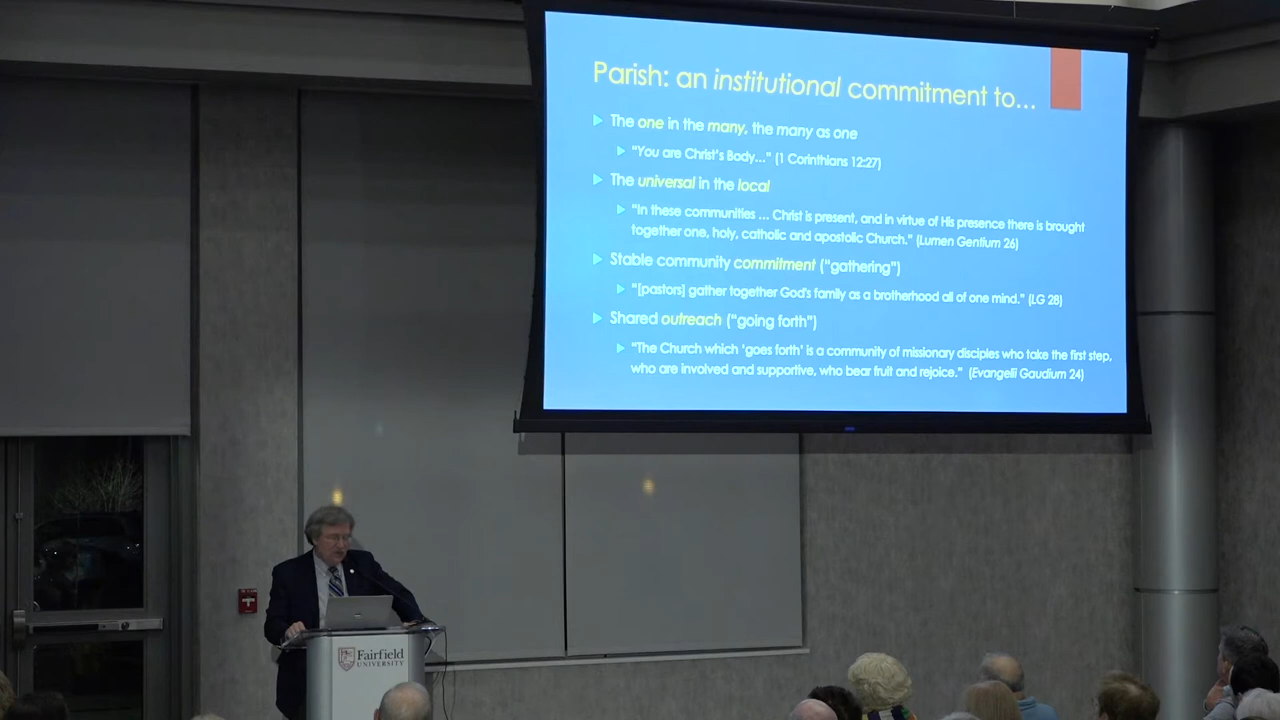 Parish: an institutional commitment to...
The one in the many, the many as one
"You are Christ's Body..." (1 Corinthians 12:27)
The universal in the local
"In these communities ... Christ is present, and in virtue of His presence there is brought
together one, holy, catholic and apostolic Church." (Lumen Gentium 26)
Stable community commitment ("gathering")
"[pastors] gather together God's family as a brotherhood all of one mind." (LG 28)
Shared outreach ("going forth")
"The Church which 'goes forth' is a community of missionary disciples who take the first step,
who are involved and supportive, who bear fruit and rejoice." (Evangelii Gaudium 24)
Fairfield
UNIVERSITY